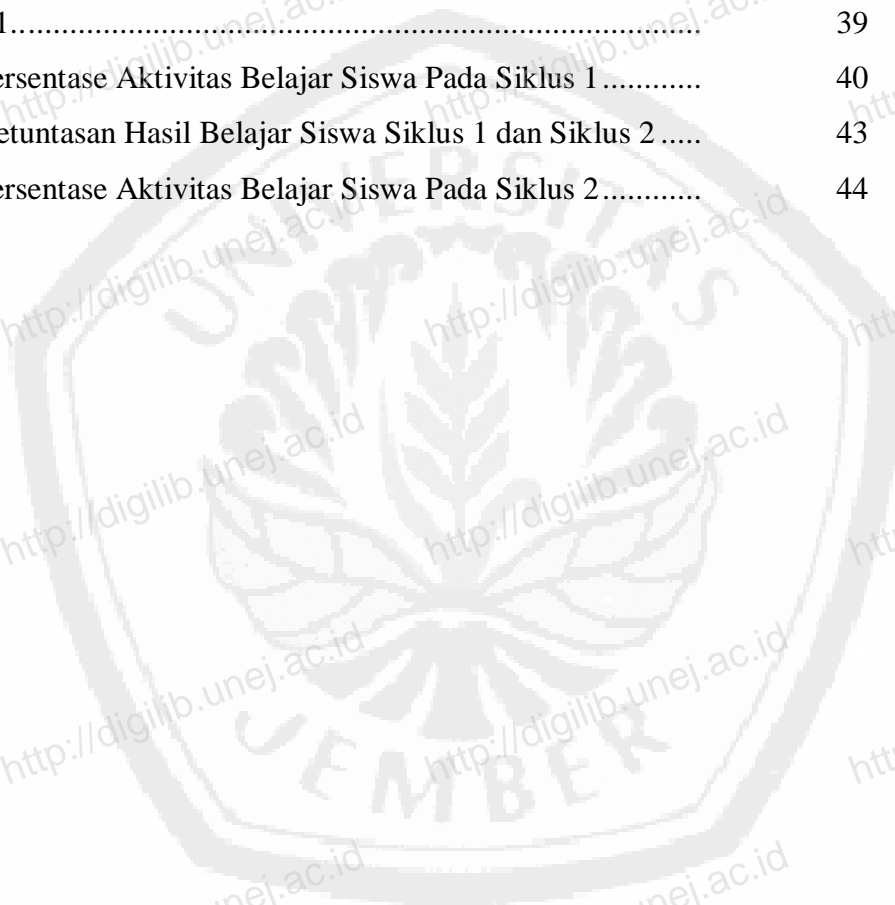 1.......................................................................... 39
ersentase Aktivitas Belajar Siswa Pada Siklus 1............ 40
etuntasan Hasil Belajar Siswa Siklus 1 dan Siklus 2 ..... 43
ersentase Aktivitas Belajar Siswa Pada Siklus 2............ 44
UNIVERSITAS
JEMBER
http://digilib.unej.ac.id
http://digilib.unej.ac.id
http://digilib.unej.ac.id
http://digilib.unej.ac.id
http://digilib.unej.ac.id
http://digilib.unej.ac.id